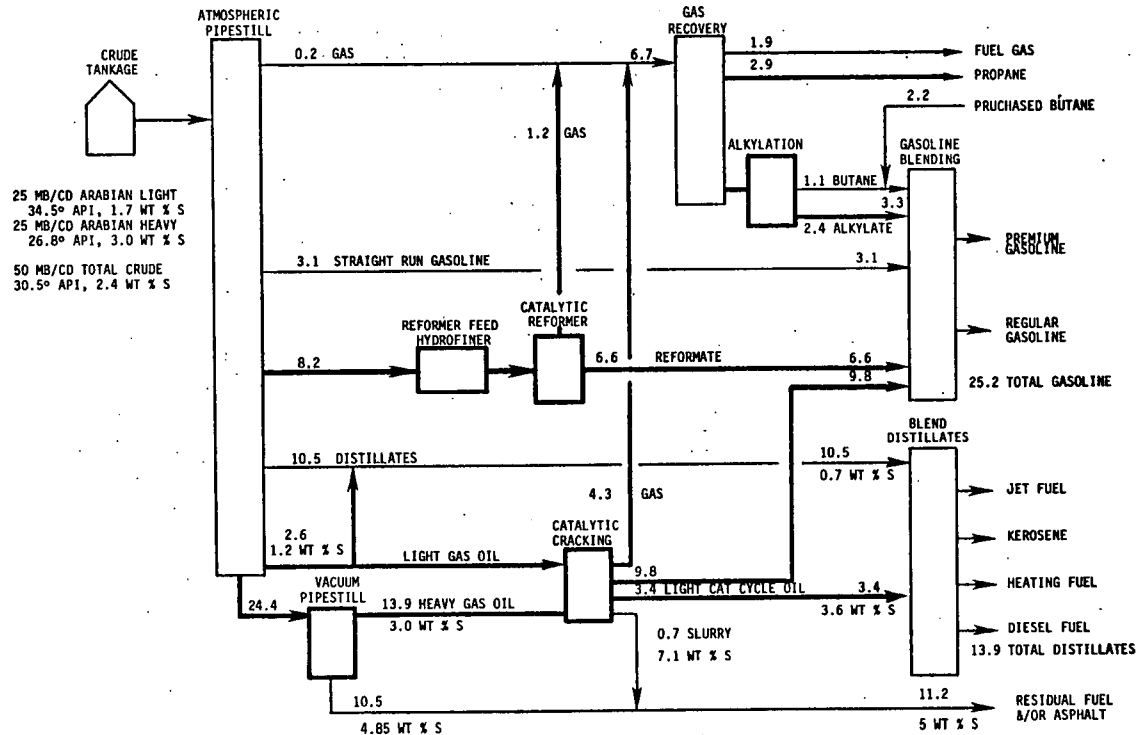 ATMOSPHERIC
PIPESTILL
GAS
RECOVERY
CRUDE
TANKAGE
0.2 GAS
6.7
1.9
FUEL GAS
2.9
PROPANE
2.2
PRUCHASED BUTANE
1.2 GAS
ALKYLATION
GASOLINE
BLENDING
1.1 BUTANE
3.3
2.4 ALKYLATE
25 MB/CD ARABIAN LIGHT
34.5° API, 1.7 WT % S
25 MB/CD ARABIAN HEAVY
26.8° API, 3.0 WT % S
50 MB/CD TOTAL CRUDE
30.5° API, 2.4 WT % S
PREMIUM
GASOLINE
3.1 STRAIGHT RUN GASOLINE
3.1
CATALYTIC
REFORMER
REFORMER FEED
HYDROFINER
REGULAR
GASOLINE
8.2
6.6 REFORMATE
6.6
9.8
25.2 TOTAL GASOLINE
BLEND
DISTILLATES
10.5 DISTILLATES
10.5
0.7 WT % S
JET FUEL
4.3 GAS
CATALYTIC
CRACKING
2.6
1.2 WT % S
LIGHT GAS OIL
KEROSENE
9.8
3.4 LIGHT CAT CYCLE OIL
3.4
3.6 WT % S
HEATING FUEL
VACUUM
PIPESTILL
24.4
13.9 HEAVY GAS OIL
3.0 WT % S
0.7 SLURRY
7.1 WT % S
DIESEL FUEL
13.9 TOTAL DISTILLATES
10.5
4.85 WT % S
11.2
5 WT % S
RESIDUAL FUEL
&/OR ASPHALT